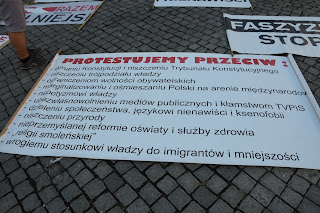 RAZEM
NIEJS
FASZYZ
STOP
PROTESTUJEMY PRZECIW :
Konstytucji i niszczeniu Trybunału Konstytucyjnego
trójpodziału władzy
wolności obywatelskich
i ośmieszaniu Polski na arenie międzynarodowej
władzy
mediów publicznych i kłamstwom TVPiS
społeczeństwa, językowi nienawiści i ksenofobii
- niszczeniu przyrody
- nieprzemyślanej reformie oświaty i służby zdrowia
- „religii smoleńskiej"
- wrogiemu stosunkowi władzy do imigrantów i mniejszości